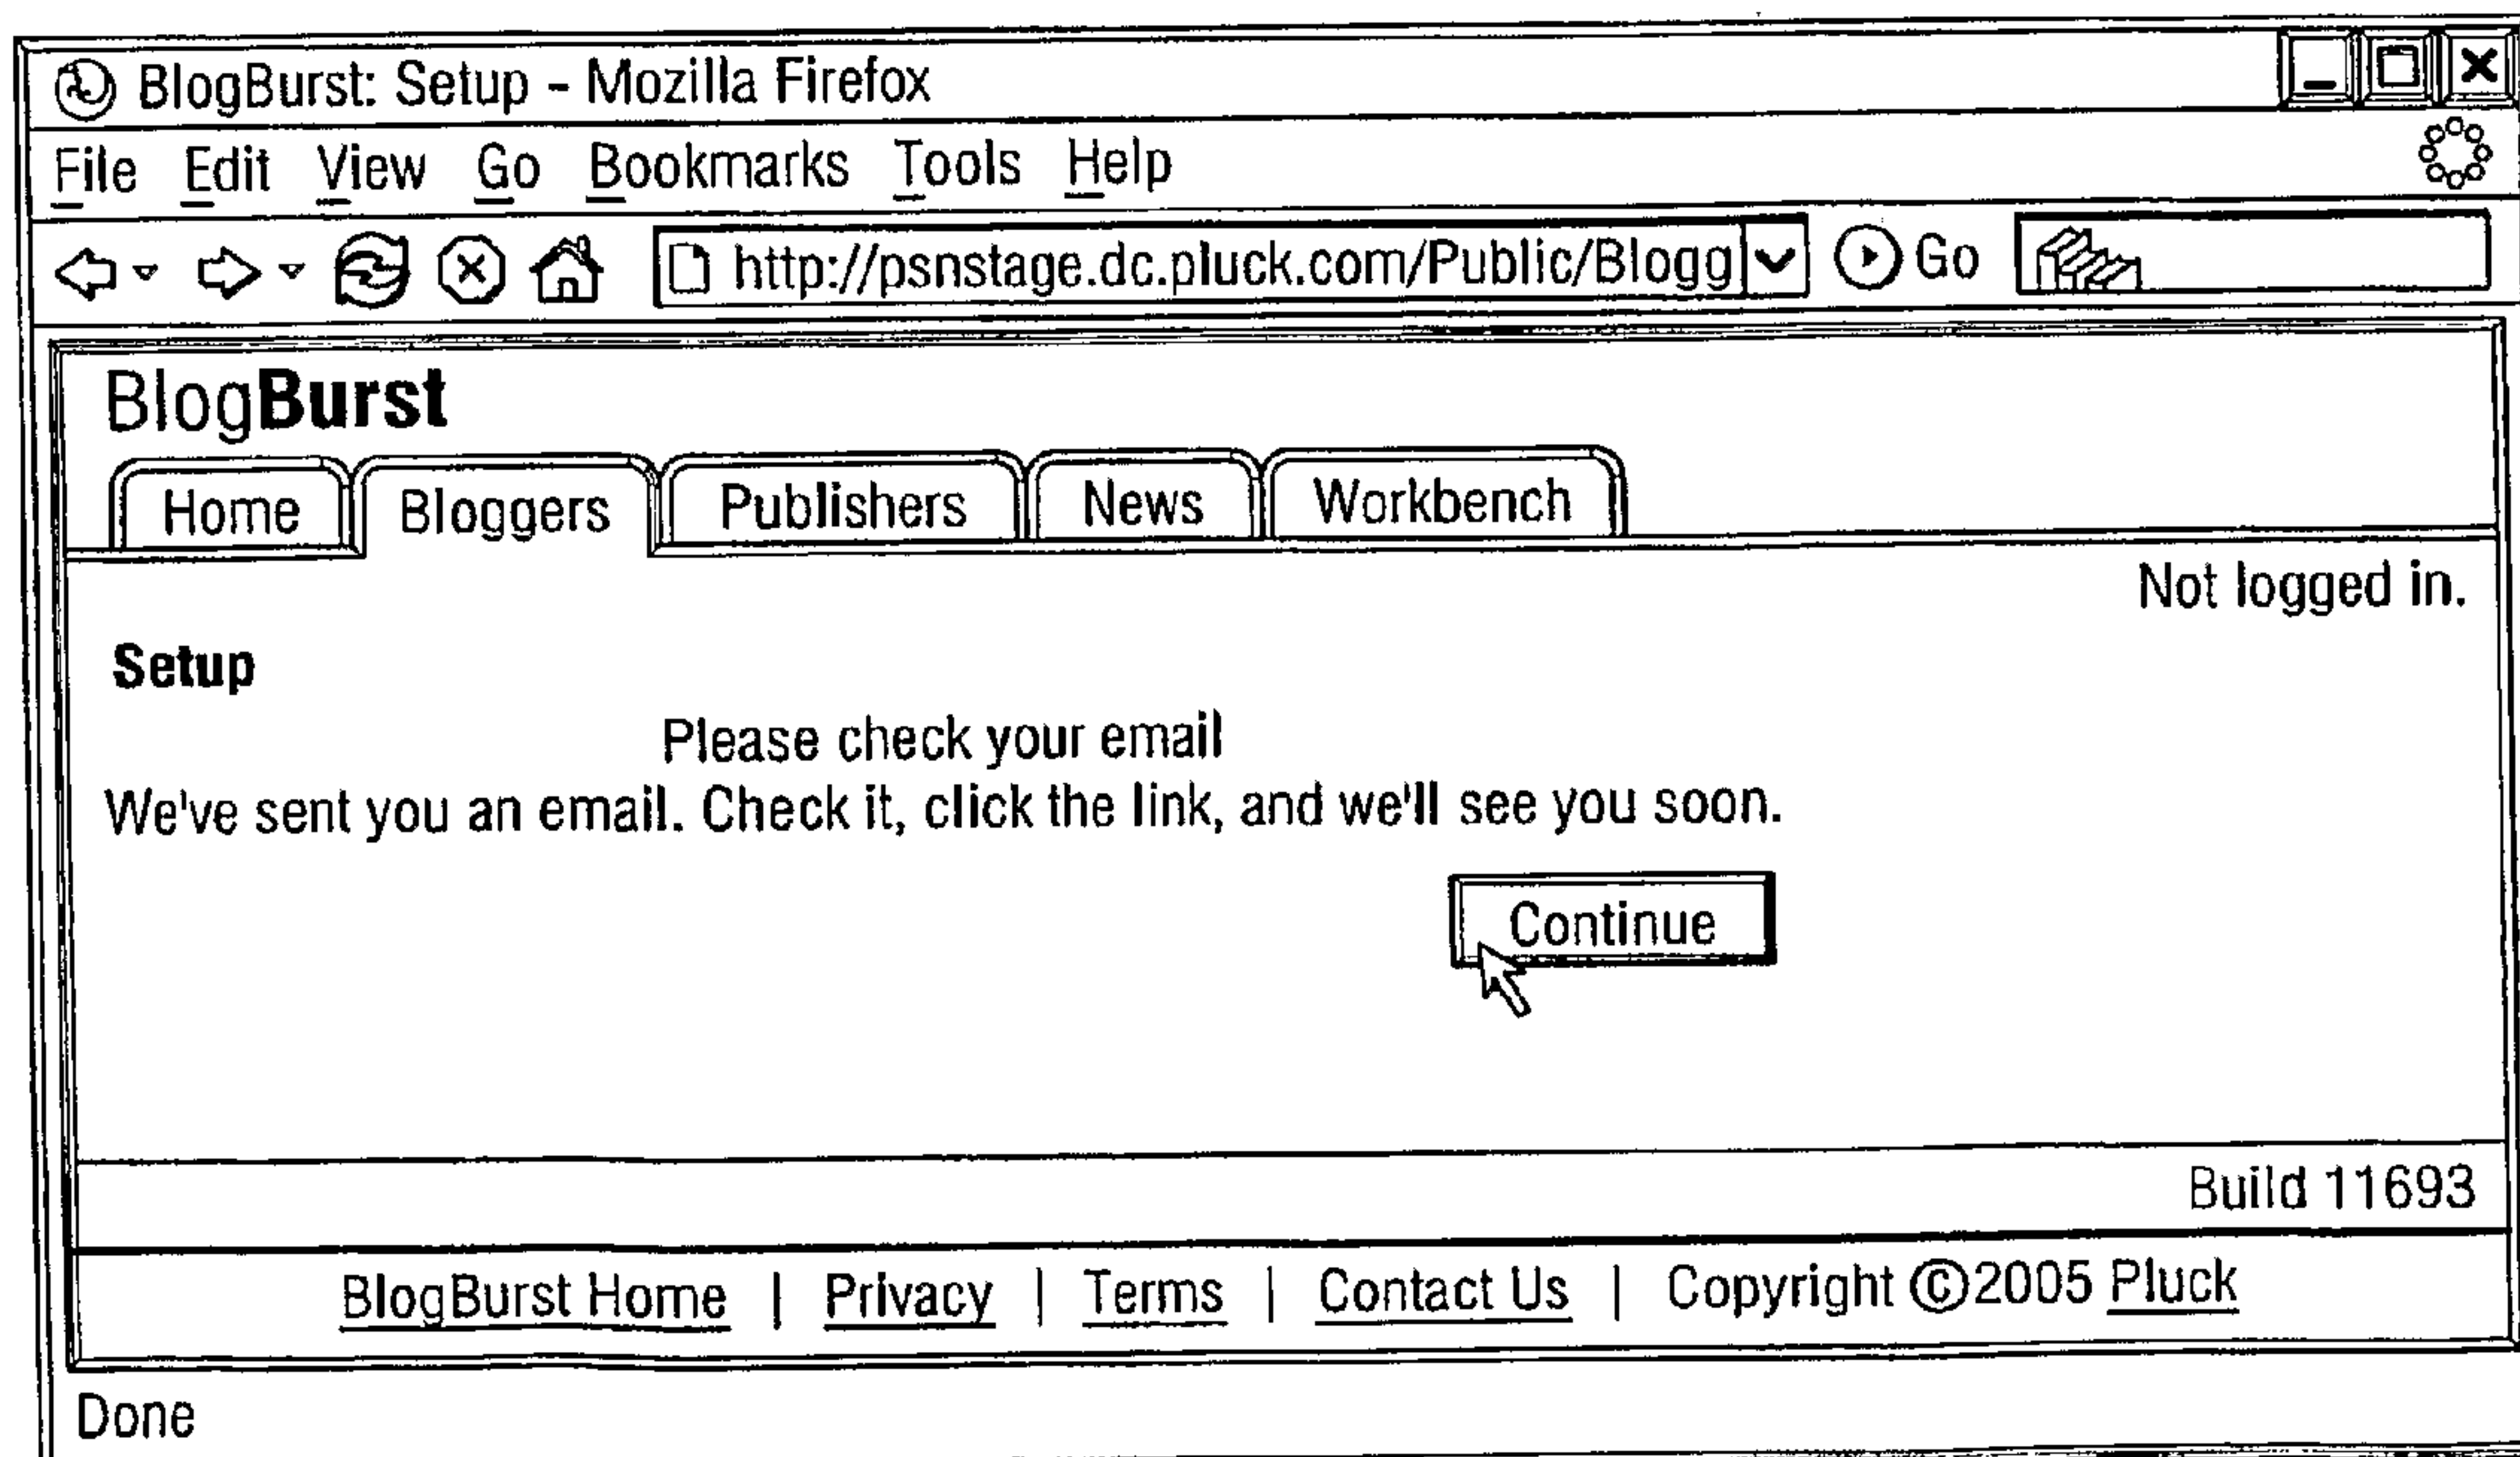 BlogBurst: Setup - Mozilla Firefox
File Edit View Go Bookmarks Tools Help
http://psnstage.dc.pluck.com/Public/Blogg Go
BlogBurst
Home Bloggers Publishers News Workbench
Not logged in.
Setup
Please check your email
We've sent you an email. Check it, click the link, and we'll see you soon.
Continue
Build 11693
BlogBurst Home | Privacy | Terms | Contact Us | Copyright ©2005 Pluck
Done